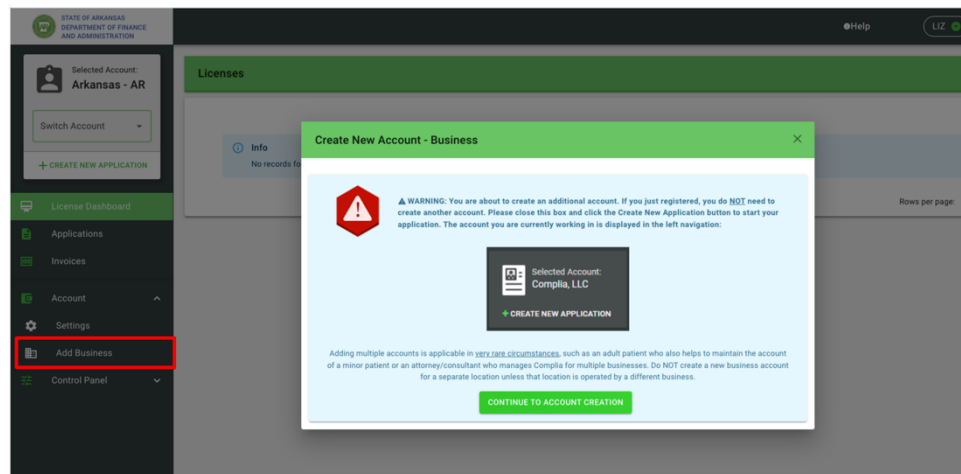 STATE OF ARKANSAS
DEPARTMENT OF FINANCE
AND ADMINISTRATION
Help
LIZ
Selected Account:
Arkansas - AR
Switch Account
+ CREATE NEW APPLICATION
License Dashboard
Applications
Invoices
Account
Settings
Add Business
Control Panel
Licenses
Info
No records fo
Rows per page:
Create New Account - Business
WARNING: You are about to create an additional account. If you just registered, you do NOT need to
create another account. Please close this box and click the Create New Application button to start your
application. The account you are currently working in is displayed in the left navigation:
Selected Account:
Complia, LLC
+ CREATE NEW APPLICATION
Adding multiple accounts is applicable in very rare circumstances, such as an adult patient who also helps to maintain the account
of a minor patient or an attorney/consultant who manages Complia for multiple businesses. Do NOT create a new business account
for a separate location unless that location is operated by a different business.
CONTINUE TO ACCOUNT CREATION